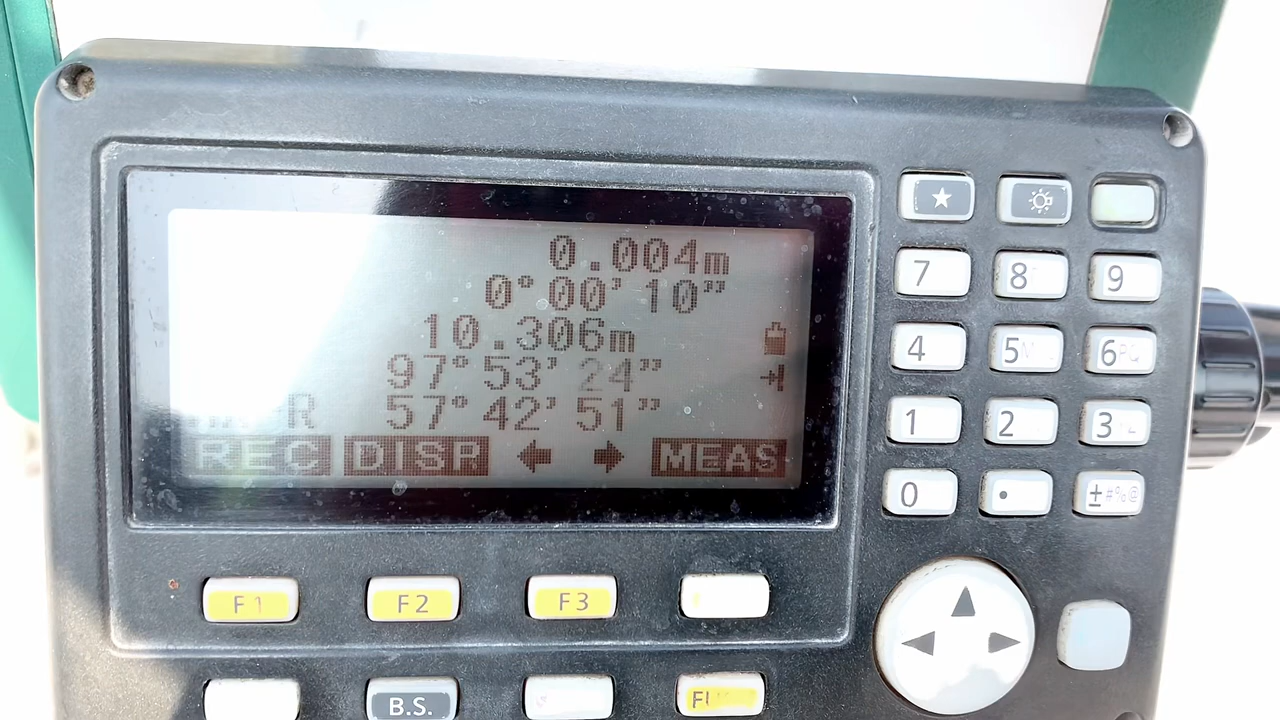 0.004m
0°00'10"
10.306m
97°53'24"
R 57°42'51"
REC DISP ← → MEAS
7 8 9
4 5 6
1 2 3
0 . ±#%@
F1 F2 F3
B.S.